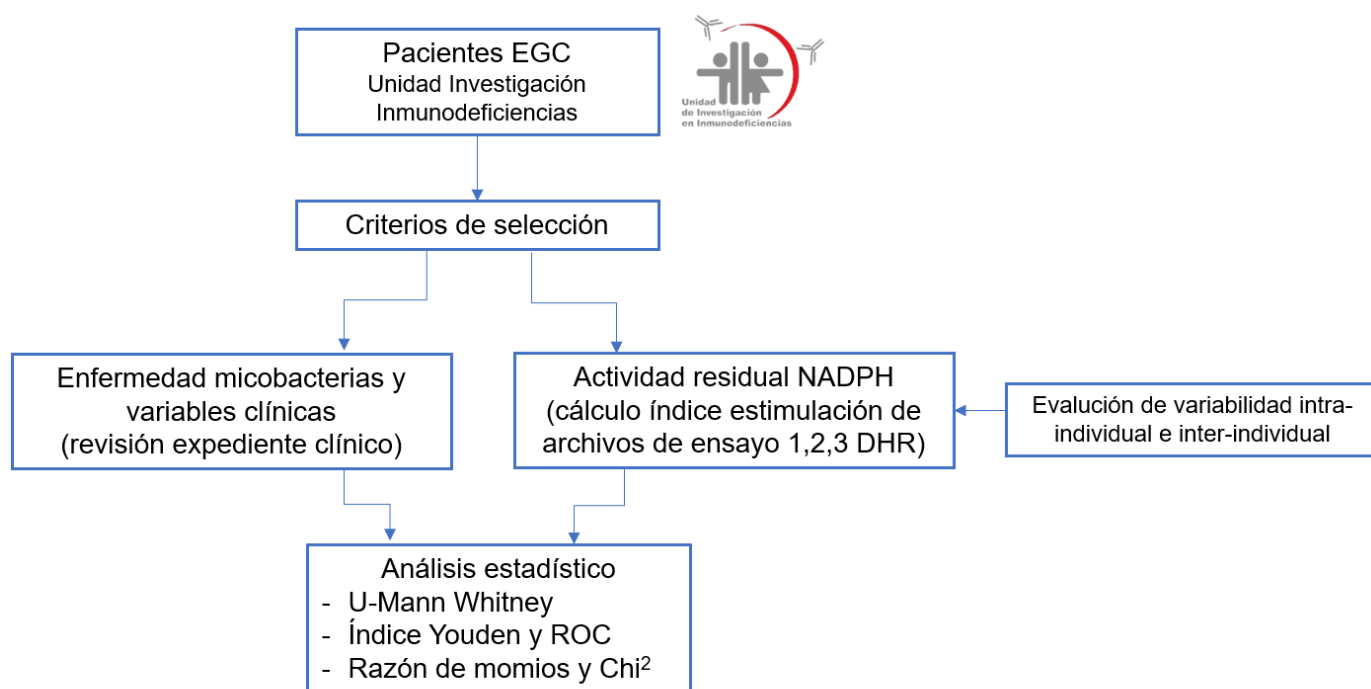 Pacientes EGC
Unidad Investigación
Inmunodeficiencias
Unidad
de Investigación
en Inmunodeficiencias
Criterios de selección
Enfermedad micobacterias y
variables clínicas
(revisión expediente clínico)
Actividad residual NADPH
(cálculo índice estimulación de
archivos de ensayo 1,2,3 DHR)
Evalución de variabilidad intra-
individual e inter-individual
Análisis estadístico
- U-Mann Whitney
- Índice Youden y ROC
- Razón de momios y Chi²